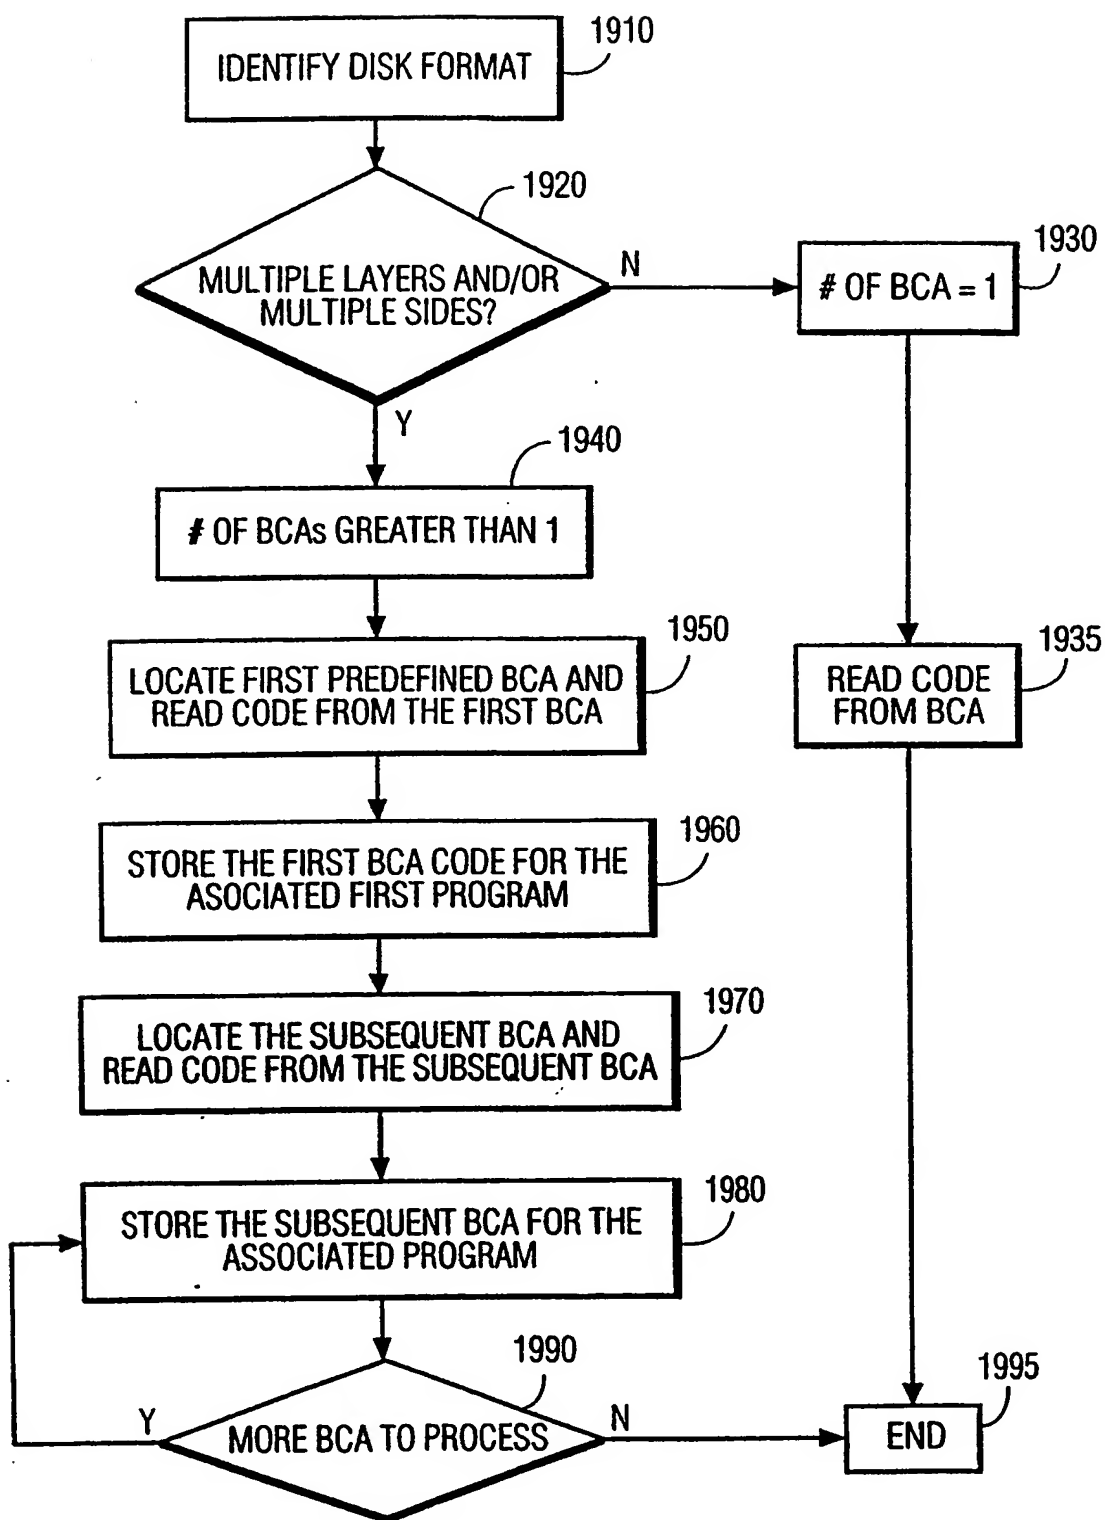 IDENTIFY DISK FORMAT
1910
1920
MULTIPLE LAYERS AND/OR
MULTIPLE SIDES?
N
Y
1930
# OF BCA = 1
1940
# OF BCAs GREATER THAN 1
1950
LOCATE FIRST PREDEFINED BCA AND
READ CODE FROM THE FIRST BCA
1935
READ CODE
FROM BCA
1960
STORE THE FIRST BCA CODE FOR THE
ASOCIATED FIRST PROGRAM
1970
LOCATE THE SUBSEQUENT BCA AND
READ CODE FROM THE SUBSEQUENT BCA
1980
STORE THE SUBSEQUENT BCA FOR THE
ASSOCIATED PROGRAM
1990
Y
MORE BCA TO PROCESS
N
1995
END